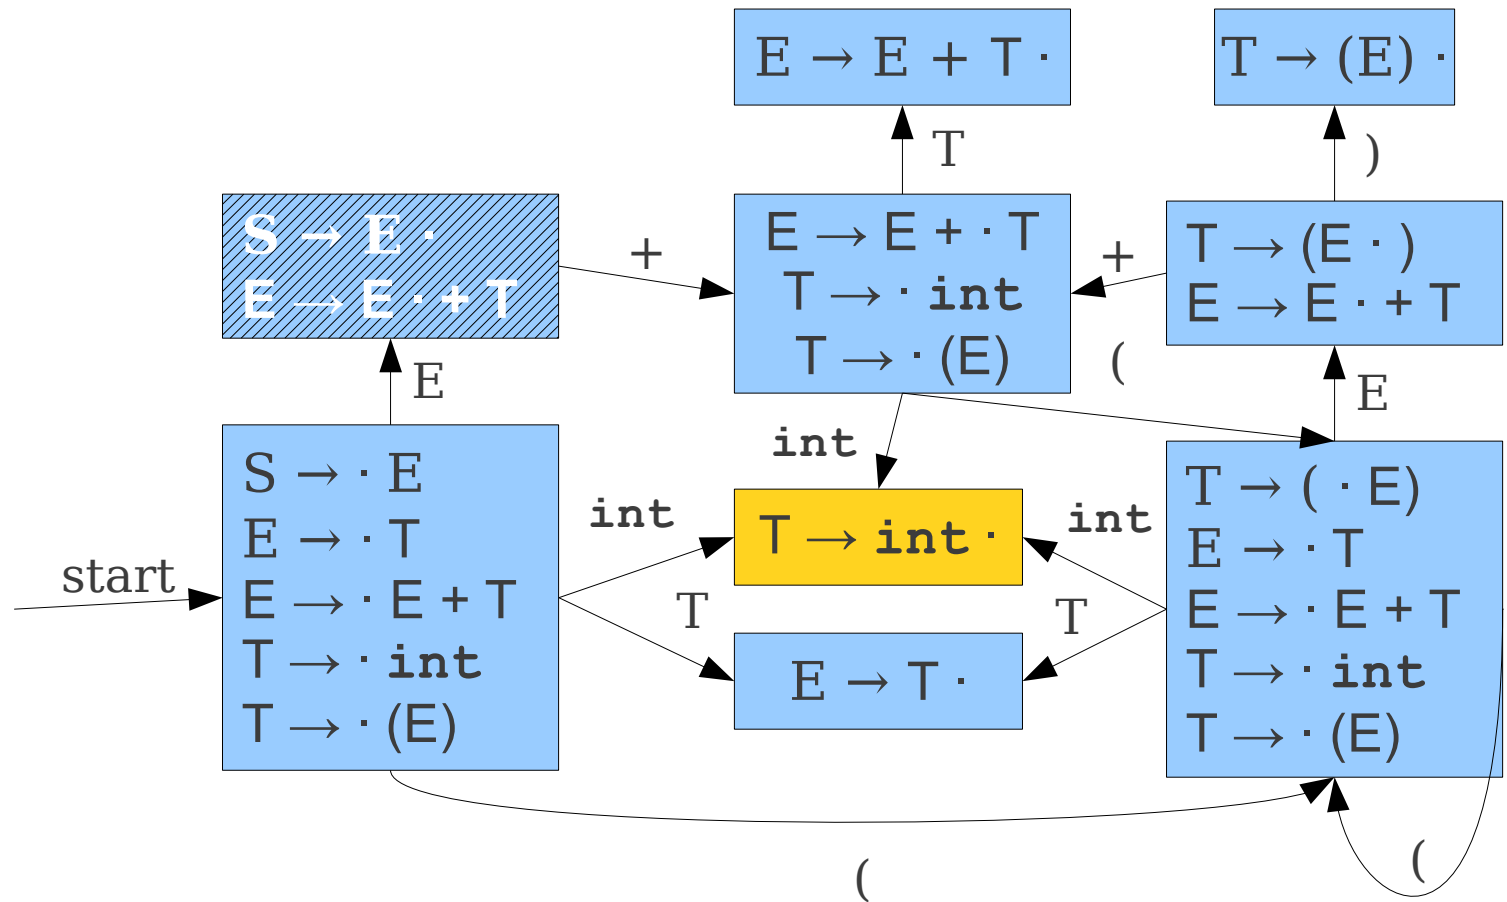 E → E + T ·
T → (E) ·
T
)
S → E ·
E → E · + T
+
E → E + · T
T → · int
T → · (E)
+
T → (E · )
E → E · + T
E
(
E
int
S → · E
E → · T
E → · E + T
T → · int
T → · (E)
start
int
T
T → int ·
E → T ·
int
T
T → ( · E)
E → · T
E → · E + T
T → · int
T → · (E)
(
(